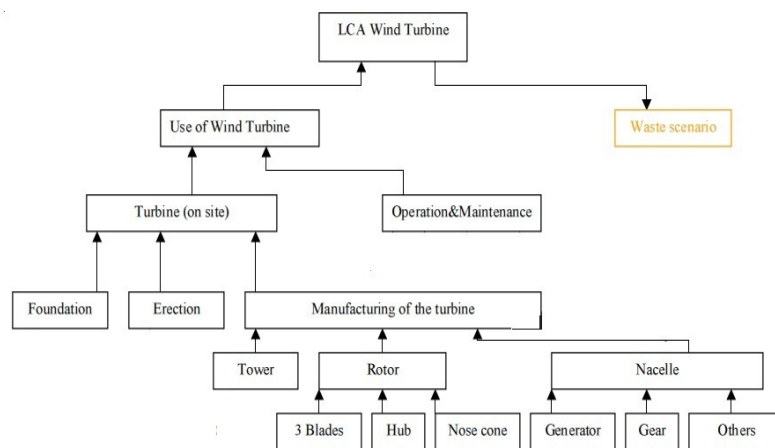 LCA Wind Turbine
Use of Wind Turbine
Waste scenario
Turbine (on site)
Operation&Maintenance
Foundation
Erection
Manufacturing of the turbine
Tower
Rotor
Nacelle
3 Blades
Hub
Nose cone
Generator
Gear
Others